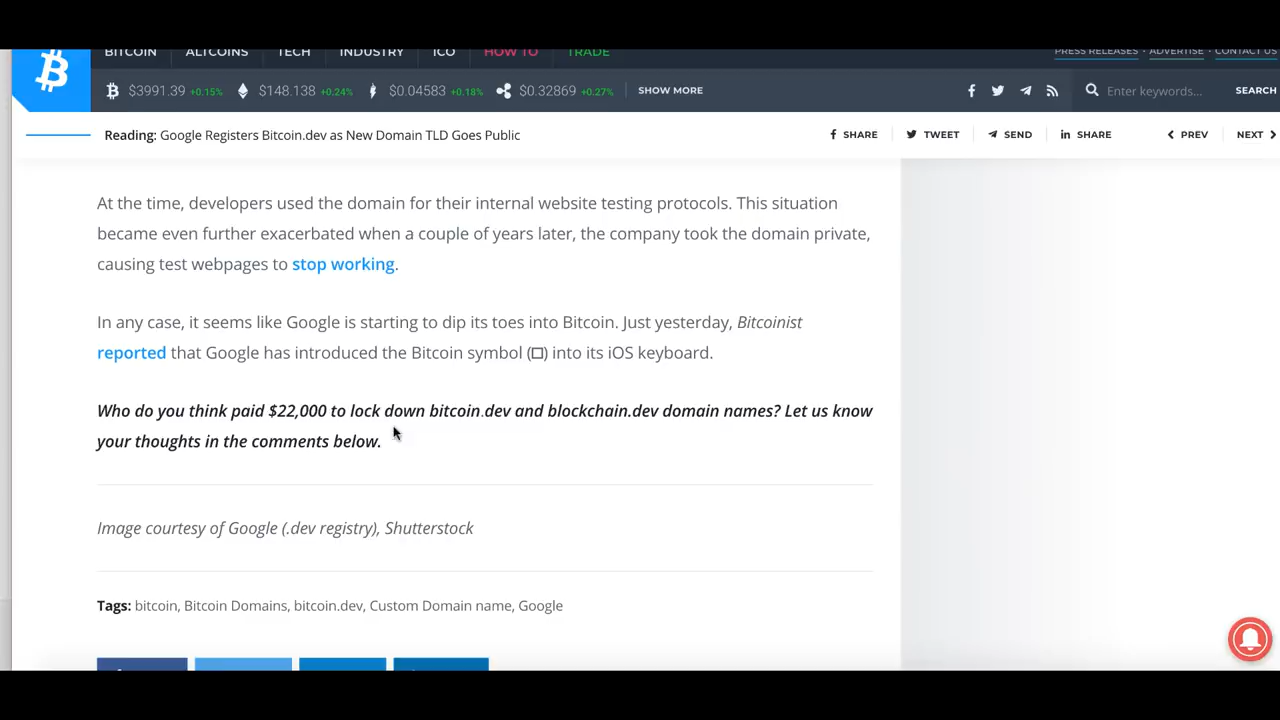 BITCOIN ALTCOINS TECH INDUSTRY ICO HOW TO TRADE PRESS RELEASES · ADVERTISE · CONTACT US
$3991.39 +0.15% $148.138 +0.24% $0.04583 +0.18% $0.32869 +0.27% SHOW MORE Enter keywords... SEARCH
Reading: Google Registers Bitcoin.dev as New Domain TLD Goes Public SHARE TWEET SEND SHARE PREV NEXT
At the time, developers used the domain for their internal website testing protocols. This situation
became even further exacerbated when a couple of years later, the company took the domain private,
causing test webpages to stop working.
In any case, it seems like Google is starting to dip its toes into Bitcoin. Just yesterday, Bitcoinist
reported that Google has introduced the Bitcoin symbol (□) into its iOS keyboard.
Who do you think paid $22,000 to lock down bitcoin.dev and blockchain.dev domain names? Let us know
your thoughts in the comments below.
Image courtesy of Google (.dev registry), Shutterstock
Tags: bitcoin, Bitcoin Domains, bitcoin.dev, Custom Domain name, Google